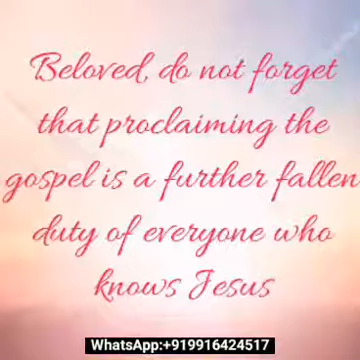 Beloved, do not forget
that proclaiming the
gospel is a further fallen
duty of everyone who
knows Jesus
WhatsApp:+919916424517